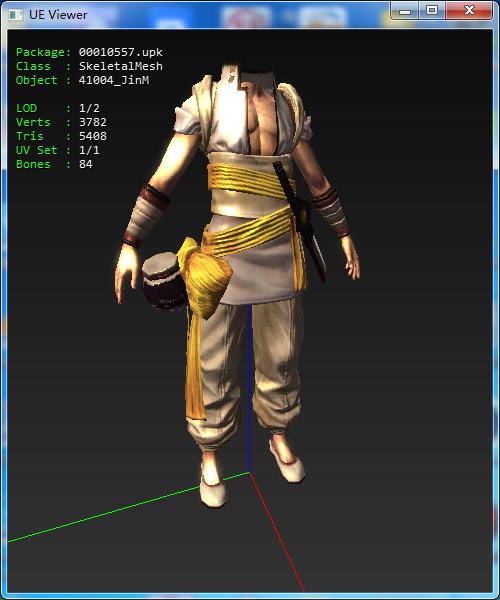 UE Viewer
Package: 00010557.upk
Class : SkeletalMesh
Object : 41004_JinM
LOD : 1/2
Verts : 3782
Tris : 5408
UV Set : 1/1
Bones : 84